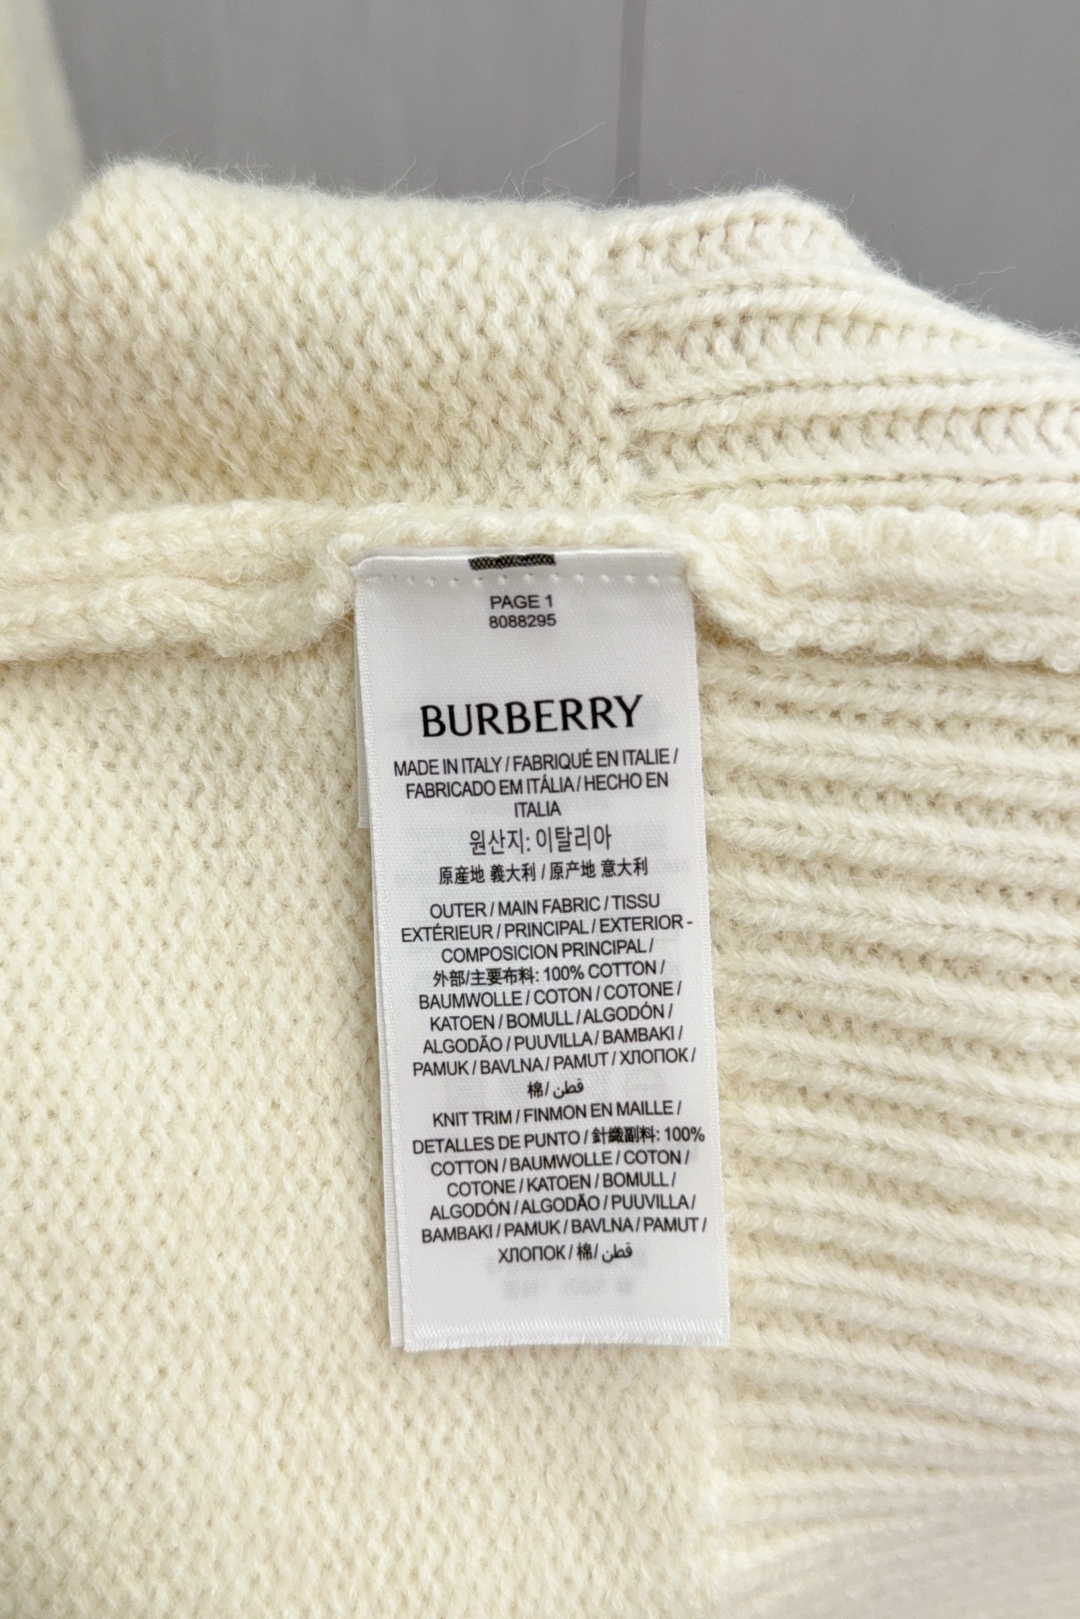 PAGE 1
8088295
BURBERRY
MADE IN ITALY / FABRIQUÉ EN ITALIE /
FABRICADO EM ITÁLIA / HECHO EN
ITALIA
원산지: 이탈리아
原産地 義大利 / 原产地 意大利
OUTER / MAIN FABRIC / TISSU
EXTÉRIEUR / PRINCIPAL / EXTERIOR -
COMPOSICION PRINCIPAL /
外部/主要布料: 100% COTTON /
BAUMWOLLE / COTON / COTONE /
KATOEN / BOMULL / ALGODÓN /
ALGODÃO / PUUVILLA / BAMBAKI /
PAMUK / BAVLNA / PAMUT / ХЛОПОК /
棉/ قطن
KNIT TRIM / FINMON EN MAILLE /
DETALLES DE PUNTO / 針織副料: 100%
COTTON / BAUMWOLLE / COTON /
COTONE / KATOEN / BOMULL /
ALGODÓN / ALGODÃO / PUUVILLA /
BAMBAKI / PAMUK / BAVLNA / PAMUT /
ХЛОПОК / 棉/ قطن